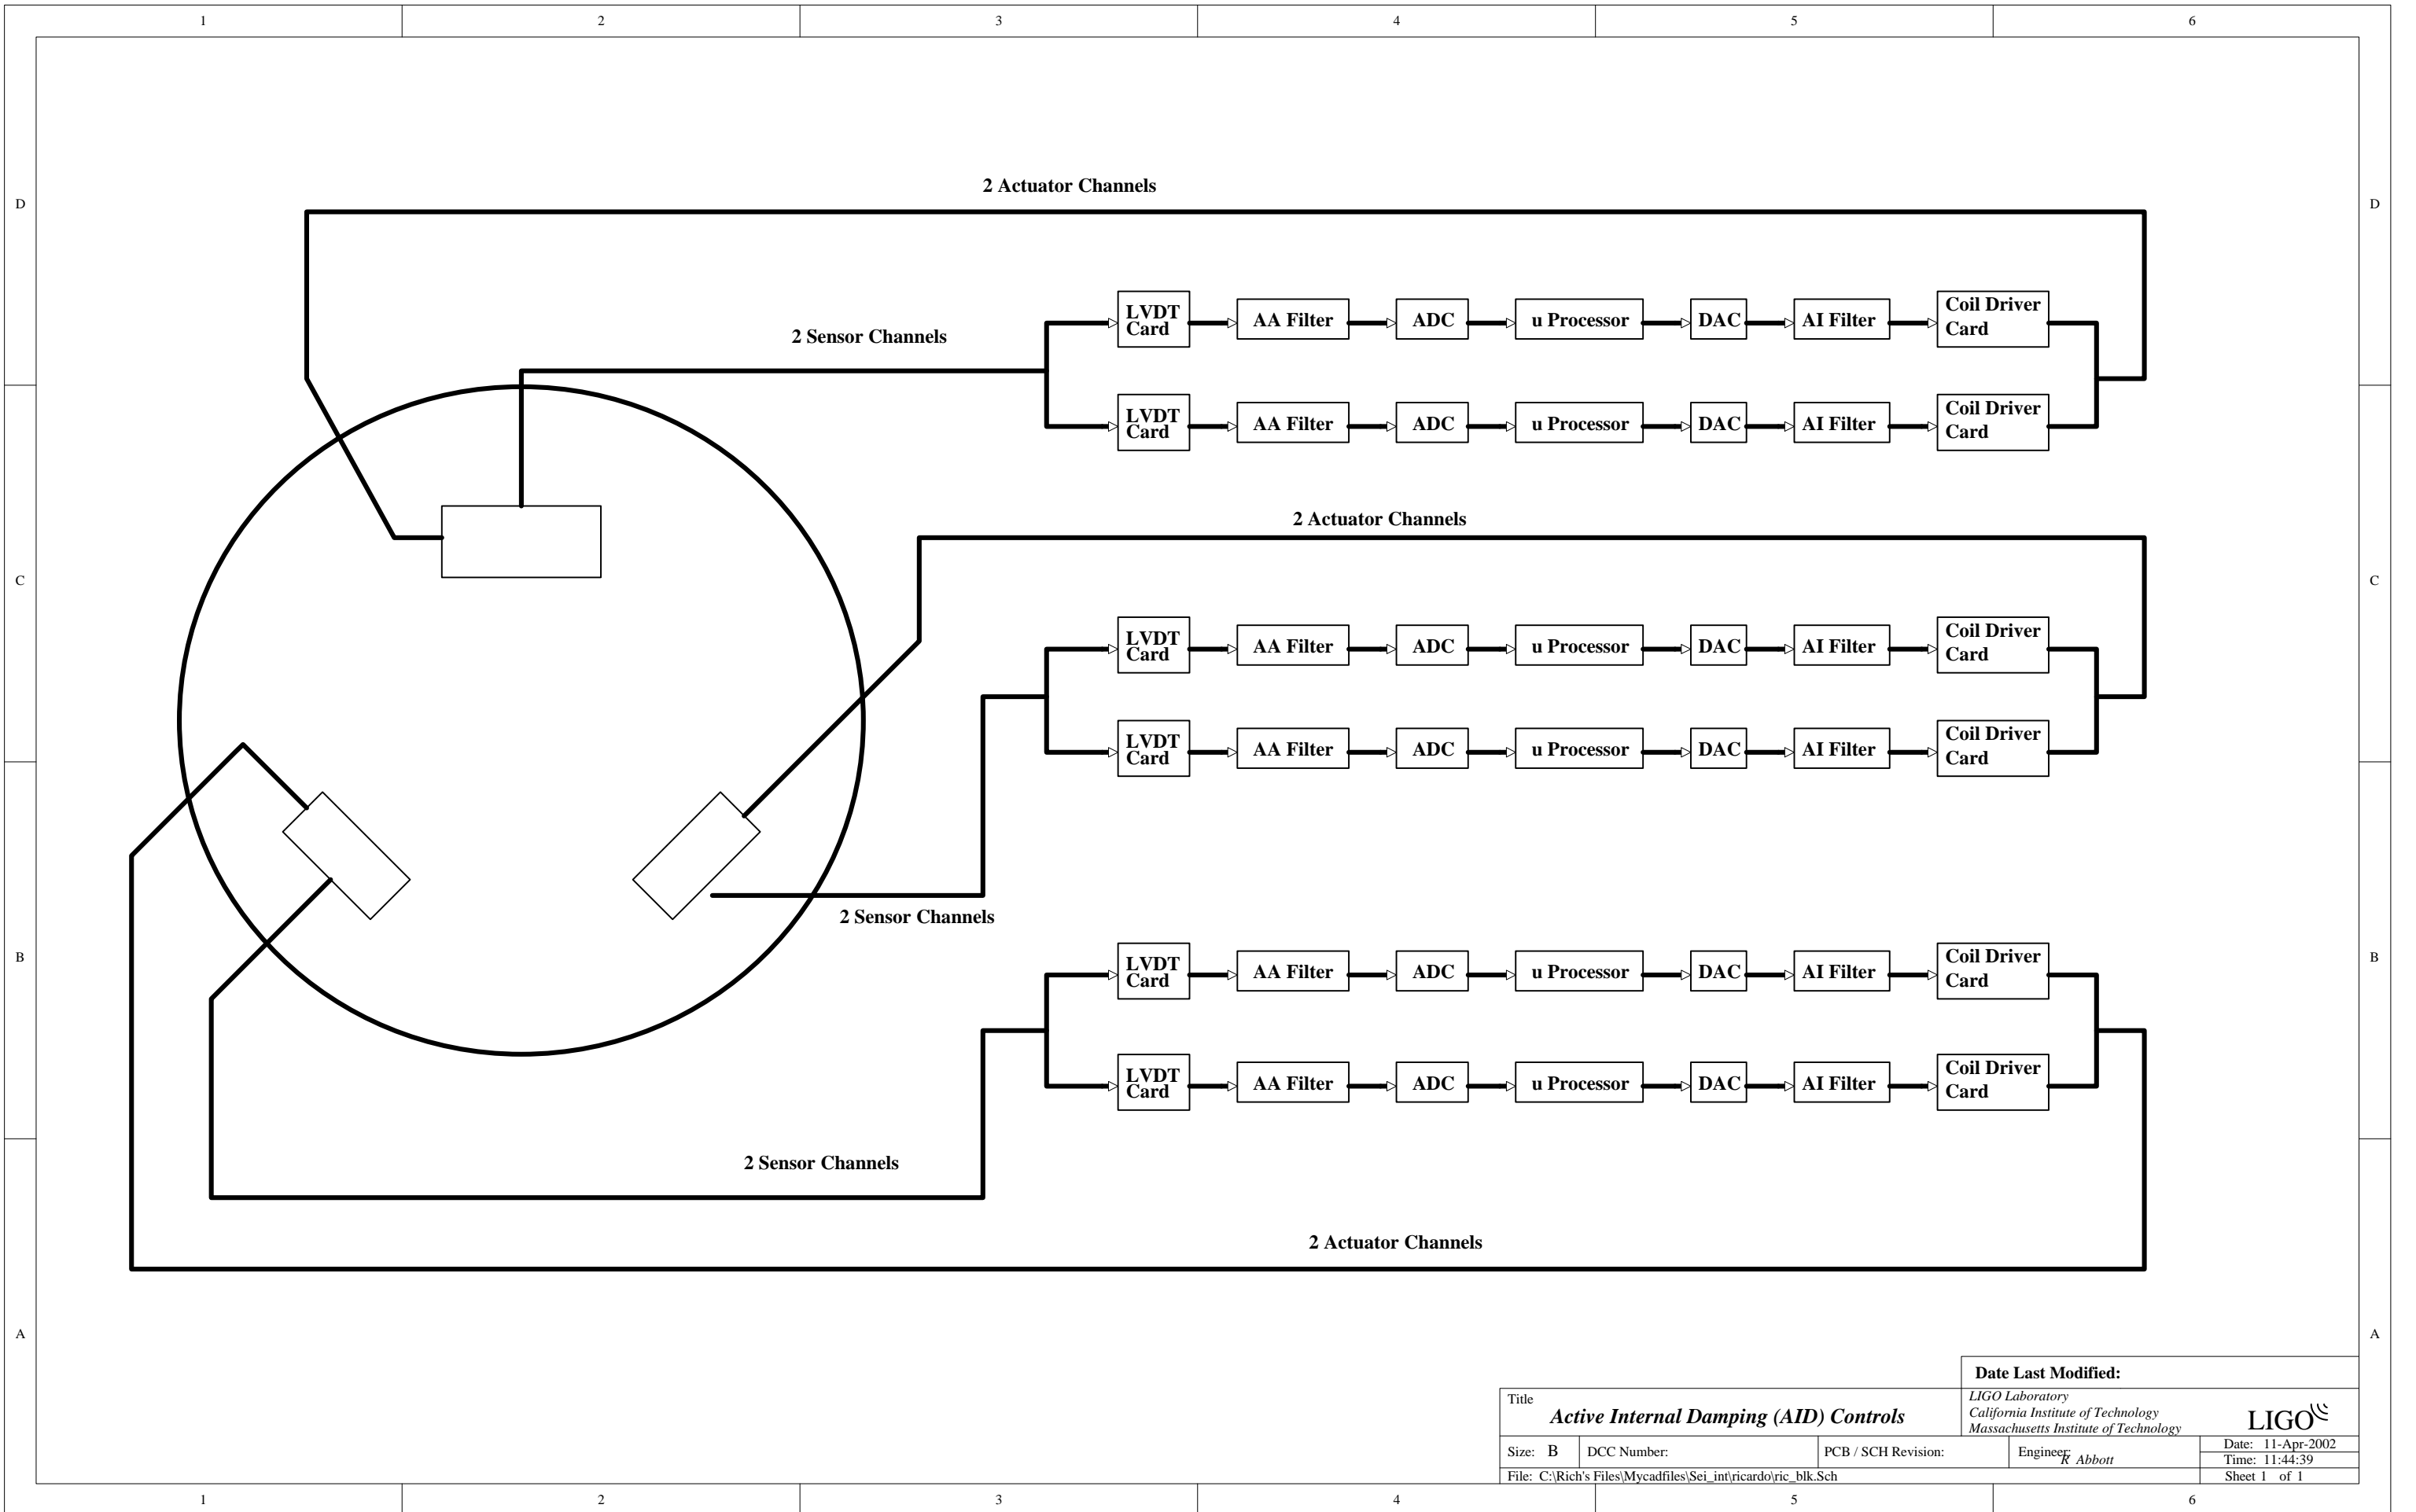 1 2 3 4 5 6
2 Actuator Channels
D D
LVDT Card AA Filter ADC u Processor DAC AI Filter Coil Driver Card
2 Sensor Channels
LVDT Card AA Filter ADC u Processor DAC AI Filter Coil Driver Card
2 Actuator Channels
C C
LVDT Card AA Filter ADC u Processor DAC AI Filter Coil Driver Card
LVDT Card AA Filter ADC u Processor DAC AI Filter Coil Driver Card
2 Sensor Channels
B B
LVDT Card AA Filter ADC u Processor DAC AI Filter Coil Driver Card
LVDT Card AA Filter ADC u Processor DAC AI Filter Coil Driver Card
2 Sensor Channels
2 Actuator Channels
A A
Date Last Modified:
Title
Active Internal Damping (AID) Controls
LIGO Laboratory
California Institute of Technology
Massachusetts Institute of Technology
LIGO
Size: B DCC Number: PCB / SCH Revision: Engineer: R Abbott
Date: 11-Apr-2002
Time: 11:44:39
File: C:\Rich's Files\Mycadfiles\Sei_int\ricardo\ric_blk.Sch
Sheet 1 of 1
1 2 3 4 5 6